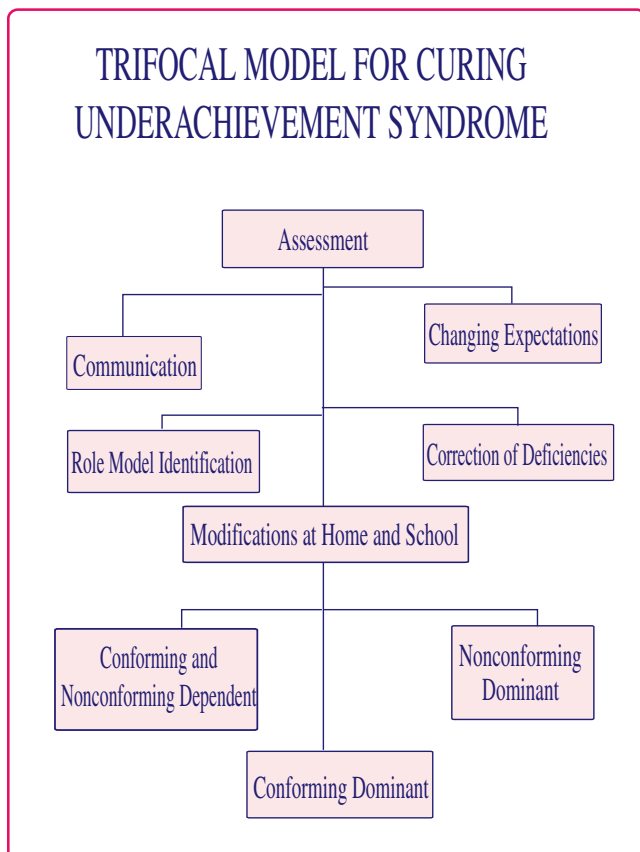 TRIFOCAL MODEL FOR CURING
UNDERACHIEVEMENT SYNDROME
Assessment
Communication
Changing Expectations
Role Model Identification
Correction of Deficiencies
Modifications at Home and School
Conforming and
Nonconforming Dependent
Nonconforming
Dominant
Conforming Dominant